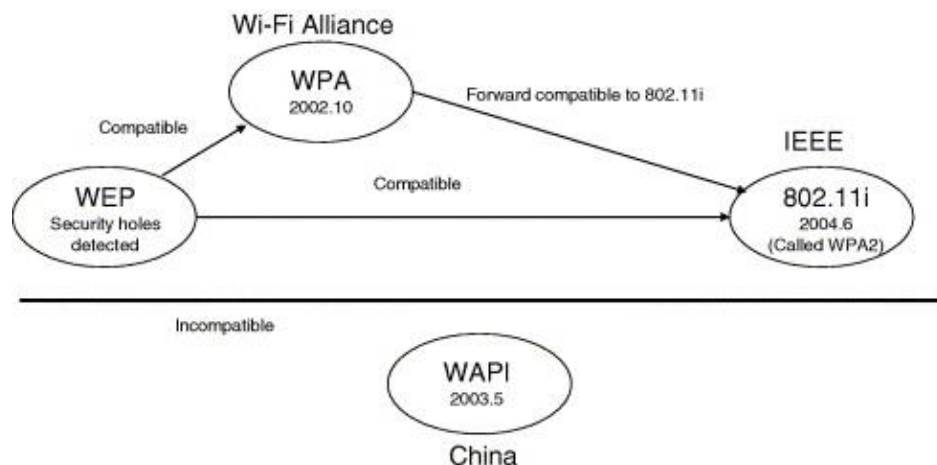 Wi-Fi Alliance
WPA
2002.10
Forward compatible to 802.11i
Compatible
IEEE
Compatible
WEP
Security holes
detected
802.11i
2004.6
(Called WPA2)
Incompatible
WAPI
2003.5
China